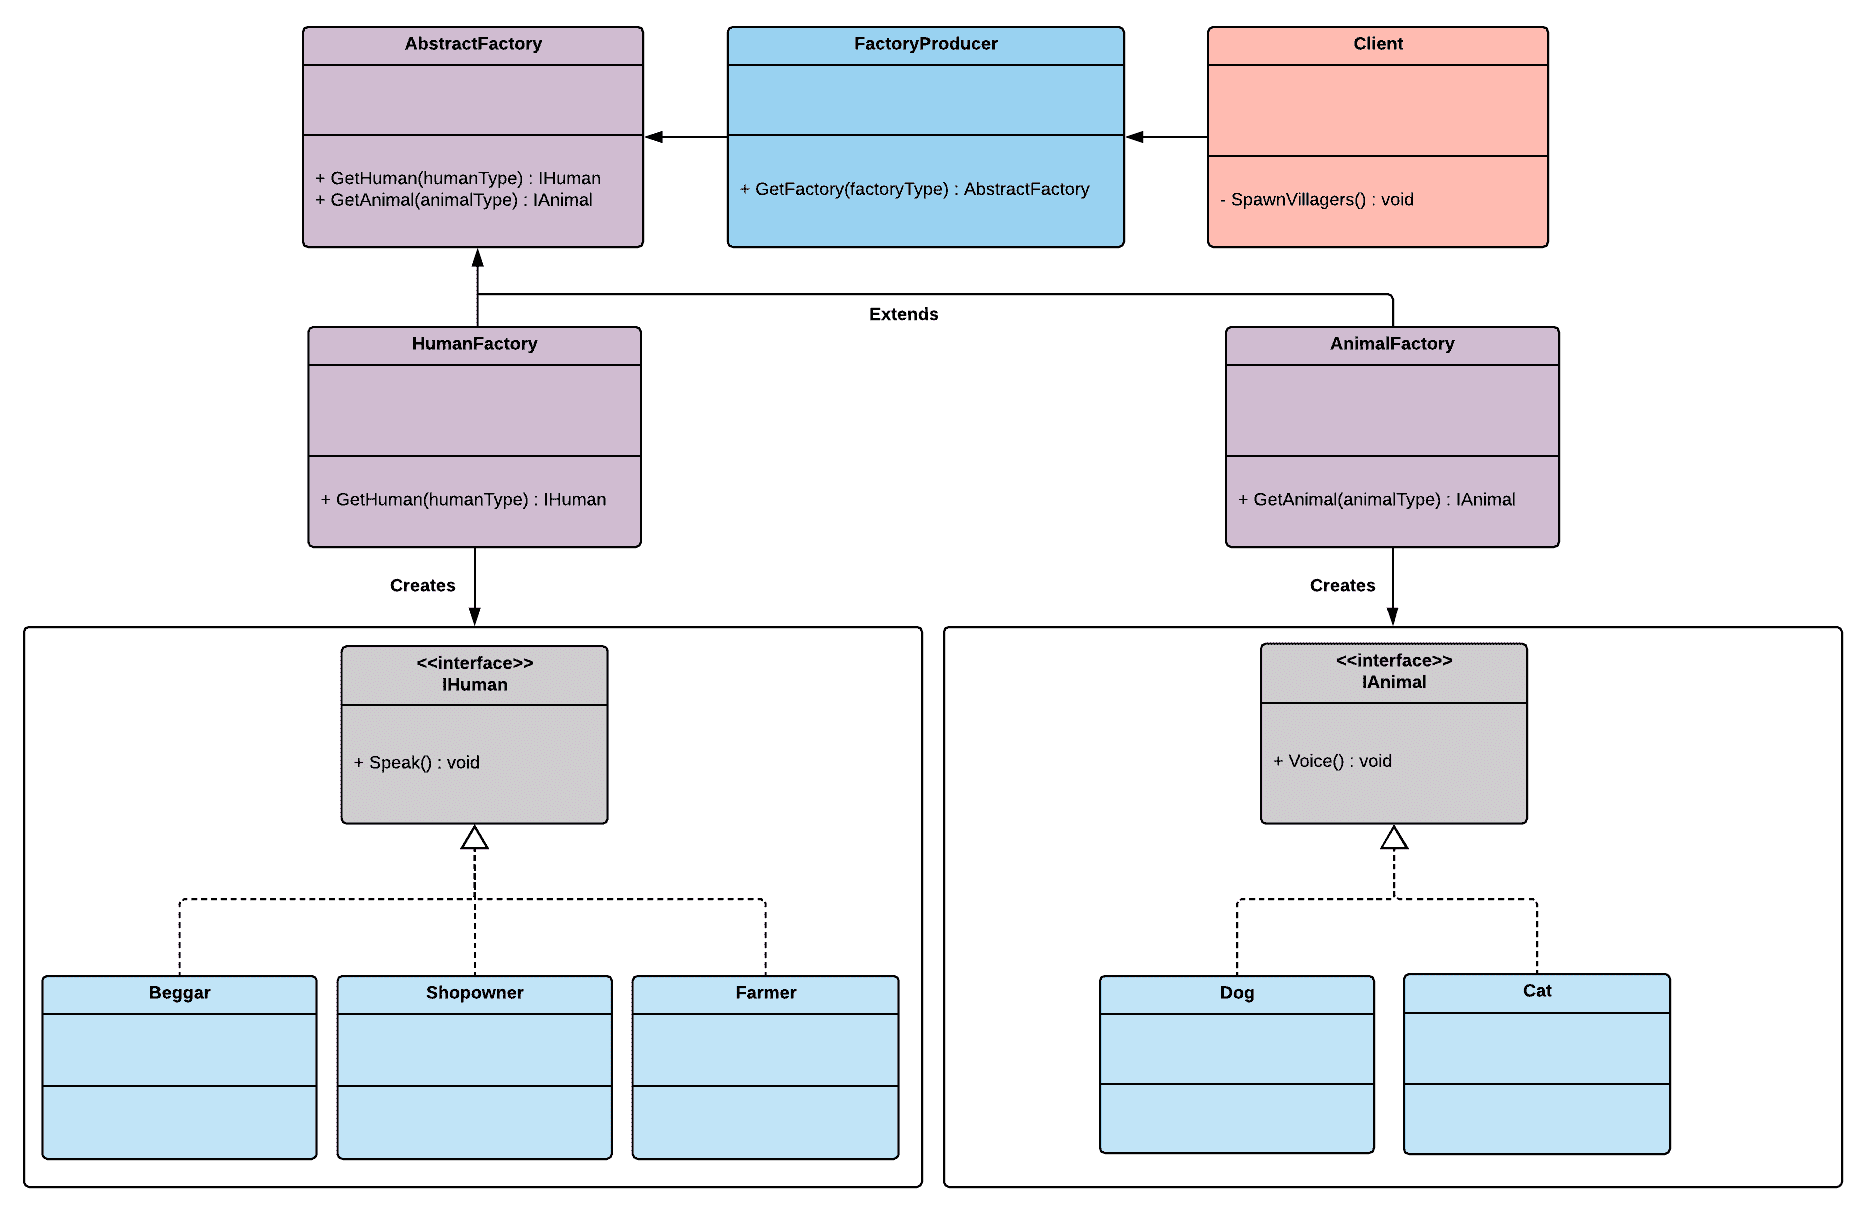 AbstractFactory
+ GetHuman(humanType) : IHuman
+ GetAnimal(animalType) : IAnimal
FactoryProducer
+ GetFactory(factoryType) : AbstractFactory
Client
- SpawnVillagers() : void
Extends
HumanFactory
+ GetHuman(humanType) : IHuman
AnimalFactory
+ GetAnimal(animalType) : IAnimal
Creates
Creates
<<interface>>
IHuman
+ Speak() : void
<<interface>>
IAnimal
+ Voice() : void
Beggar
Shopowner
Farmer
Dog
Cat